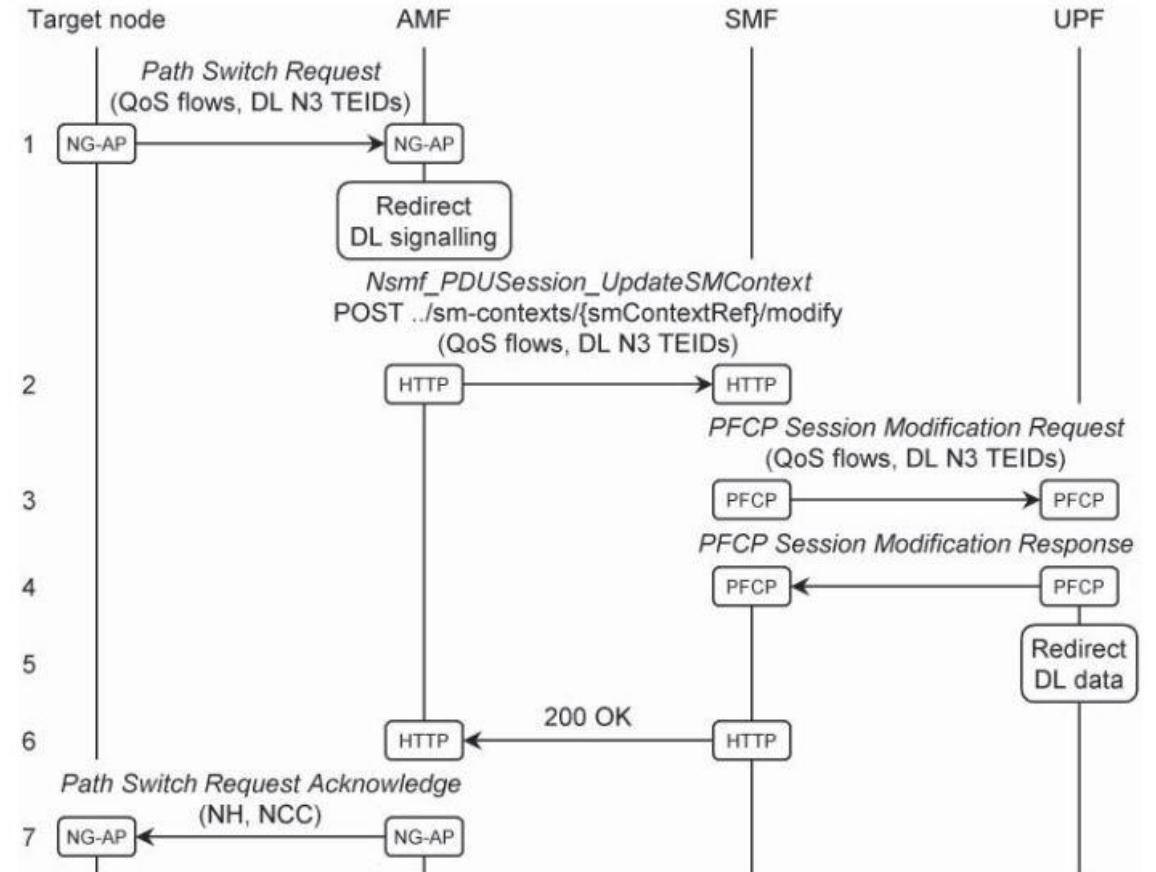 Target node
AMF
SMF
UPF
Path Switch Request
(QoS flows, DL N3 TEIDs)
1
NG-AP
NG-AP
Redirect
DL signalling
Nsmf_PDUSession_UpdateSMContext
POST ../sm-contexts/{smContextRef}/modify
(QoS flows, DL N3 TEIDs)
2
HTTP
HTTP
PFCP Session Modification Request
(QoS flows, DL N3 TEIDs)
3
PFCP
PFCP
PFCP Session Modification Response
4
PFCP
PFCP
5
Redirect
DL data
200 OK
6
HTTP
HTTP
Path Switch Request Acknowledge
(NH, NCC)
7
NG-AP
NG-AP